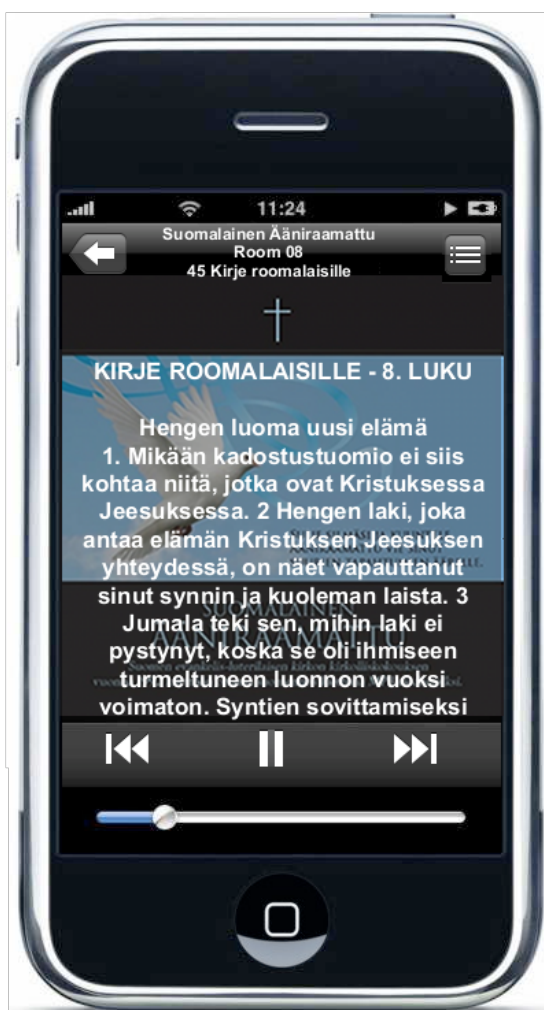 11:24
Suomalainen Ääniraamattu
Room 08
45 Kirje roomalaisille
KIRJE ROOMALAISILLE - 8. LUKU
Hengen luoma uusi elämä
1. Mikään kadostustuomio ei siis
kohtaa niitä, jotka ovat Kristuksessa
Jeesuksessa. 2 Hengen laki, joka
antaa elämän Kristuksen Jeesuksen
yhteydessä, on näet vapauttanut
sinut synnin ja kuoleman laista. 3
Jumala teki sen, mihin laki ei
pystynyt, koska se oli ihmiseen
turmeltuneen luonnon vuoksi
voimaton. Syntien sovittamiseksi
SUOMALAINEN
ÄÄNIRAAMATTU